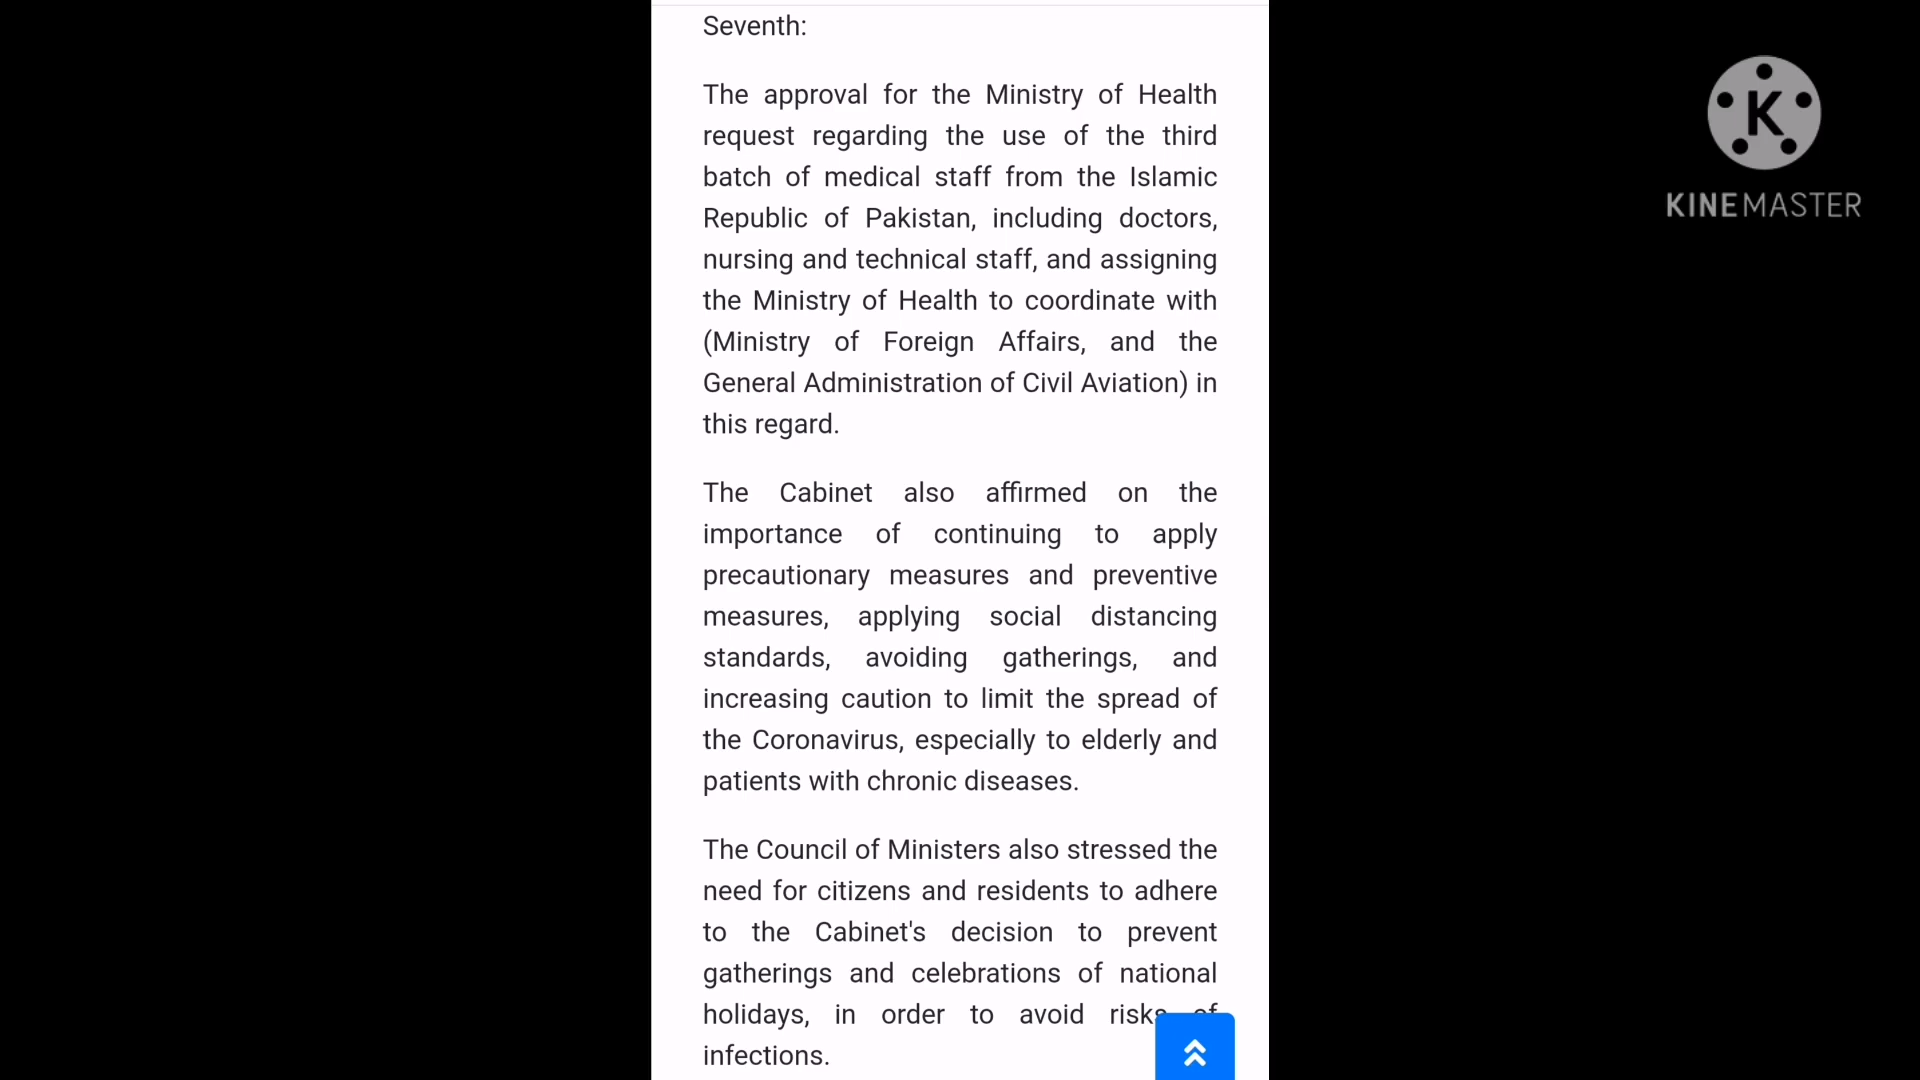 Seventh:
The approval for the Ministry of Health
request regarding the use of the third
batch of medical staff from the Islamic
Republic of Pakistan, including doctors,
nursing and technical staff, and assigning
the Ministry of Health to coordinate with
(Ministry of Foreign Affairs, and the
General Administration of Civil Aviation) in
this regard.
The Cabinet also affirmed on the
importance of continuing to apply
precautionary measures and preventive
measures, applying social distancing
standards, avoiding gatherings, and
increasing caution to limit the spread of
the Coronavirus, especially to elderly and
patients with chronic diseases.
The Council of Ministers also stressed the
need for citizens and residents to adhere
to the Cabinet's decision to prevent
gatherings and celebrations of national
holidays, in order to avoid risks of
infections.
K
KINEMASTER